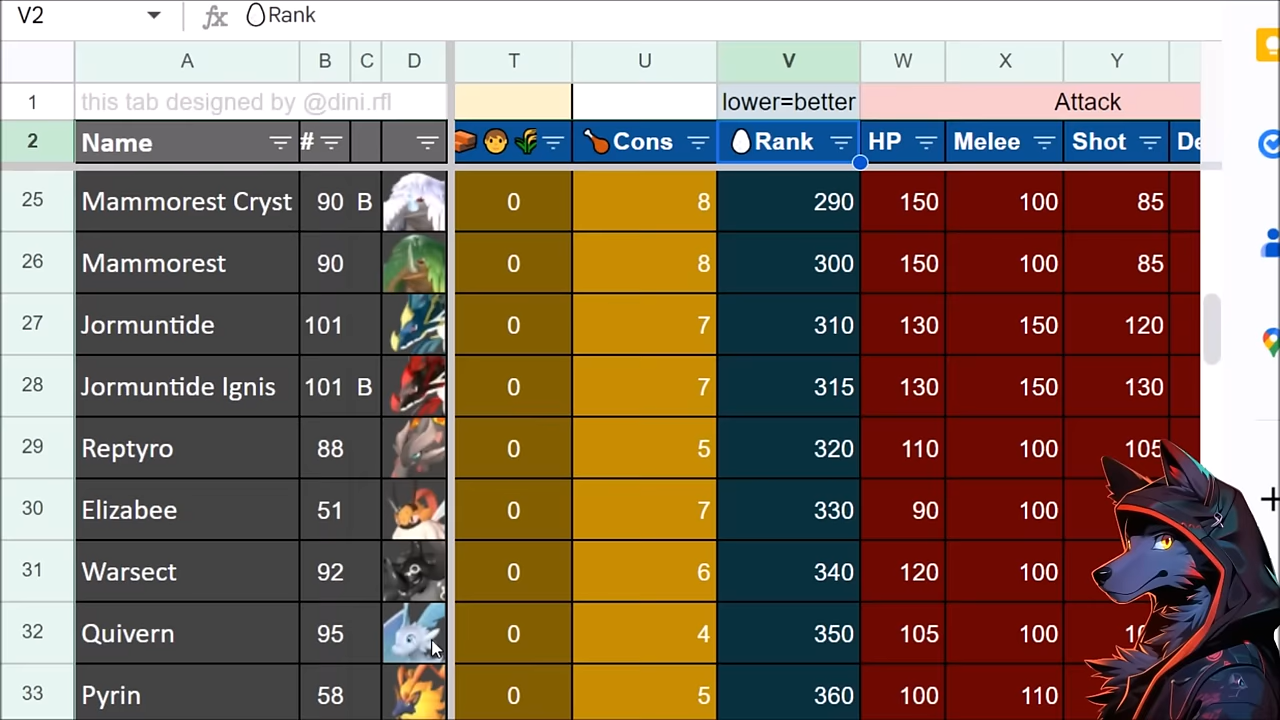 V2 fx Rank
A B C D T U V W X Y
1 this tab designed by @dini.rfl lower=better Attack
2 Name # Cons Rank HP Melee Shot
25 Mammorest Cryst 90 B 0 8 290 150 100 85
26 Mammorest 90 0 8 300 150 100 85
27 Jormuntide 101 0 7 310 130 150 120
28 Jormuntide Ignis 101 B 0 7 315 130 150 130
29 Reptyro 88 0 5 320 110 100 105
30 Elizabee 51 0 7 330 90 100
31 Warsect 92 0 6 340 120 100
32 Quivern 95 0 4 350 105 100
33 Pyrin 58 0 5 360 100 110